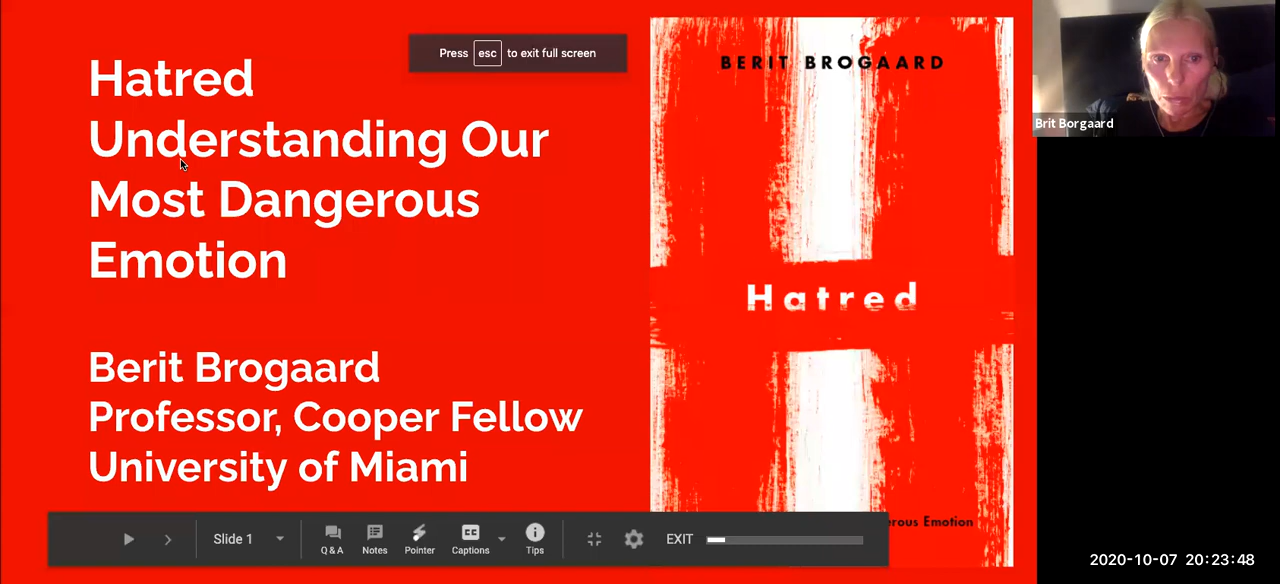 Hatred
Understanding Our
Most Dangerous
Emotion
Berit Brogaard
Professor, Cooper Fellow
University of Miami
Press esc to exit full screen
BERIT BROGAARD
Hatred
erous Emotion
Brit Borgaard
Slide 1
Q & A
Notes
Pointer
CC
Captions
Tips
EXIT
2020-10-07 20:23:48